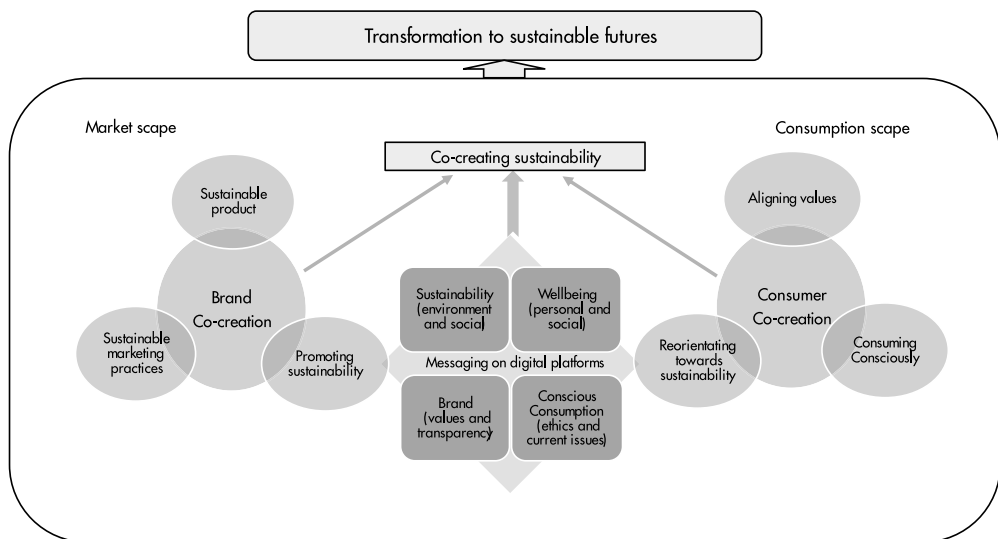 Transformation to sustainable futures
Market scape
Consumption scape
Co-creating sustainability
Sustainable
product
Brand
Co-creation
Sustainable
marketing
practices
Promoting
sustainability
Sustainability
(environment
and social)
Wellbeing
(personal and
social)
Messaging on digital platforms
Brand
(values and
transparency)
Conscious
Consumption
(ethics and
current issues)
Aligning values
Consumer
Co-creation
Reorientating
towards
sustainability
Consuming
Consciously